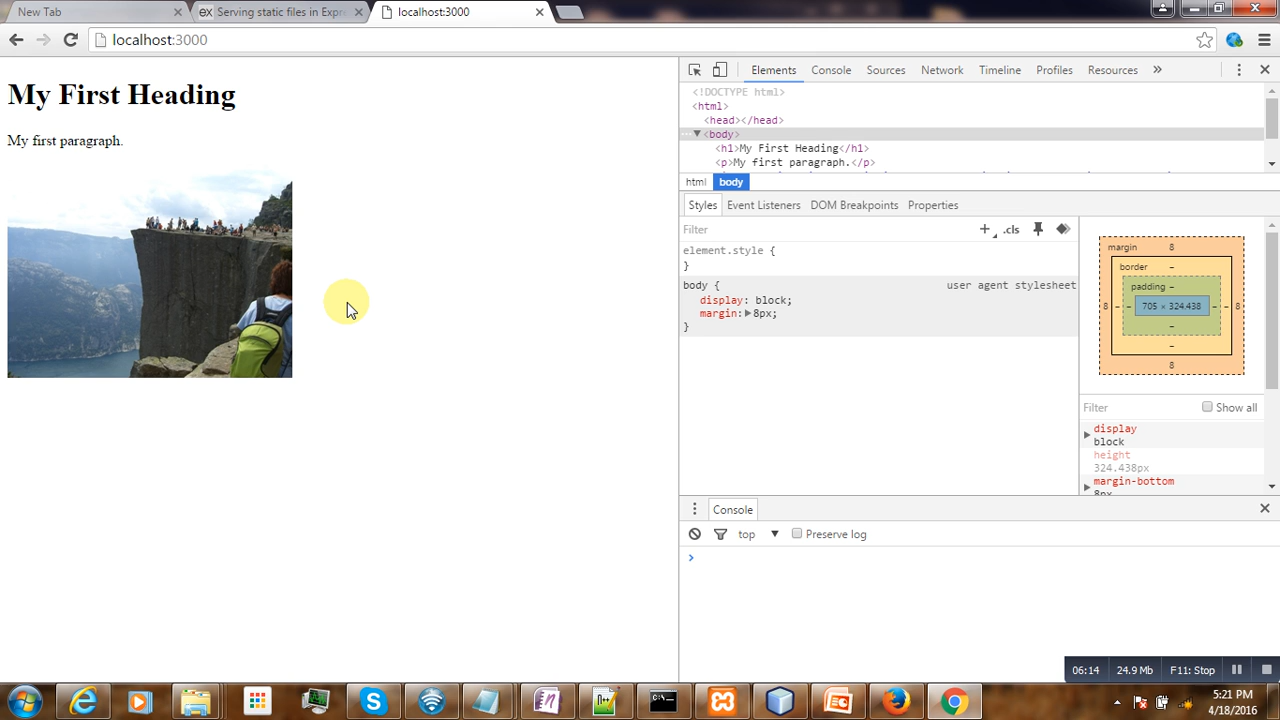 New Tab
Serving static files in Expre
localhost:3000
localhost:3000
My First Heading
My first paragraph.
Elements Console Sources Network Timeline Profiles Resources »
<!DOCTYPE html>
<html>
<head></head>
<body>
<h1>My First Heading</h1>
<p>My first paragraph.</p>
html body
Styles Event Listeners DOM Breakpoints Properties
Filter
.cls
element.style {
}
body {
user agent stylesheet
display: block;
margin: 8px;
}
margin 8
border –
padding –
8 – – 705 × 324.438 – – 8
–
–
8
Filter
Show all
display
block
height
324.438px
margin-bottom
8px
Console
top
Preserve log
06:14 24.9 Mb F11: Stop
5:21 PM
4/18/2016